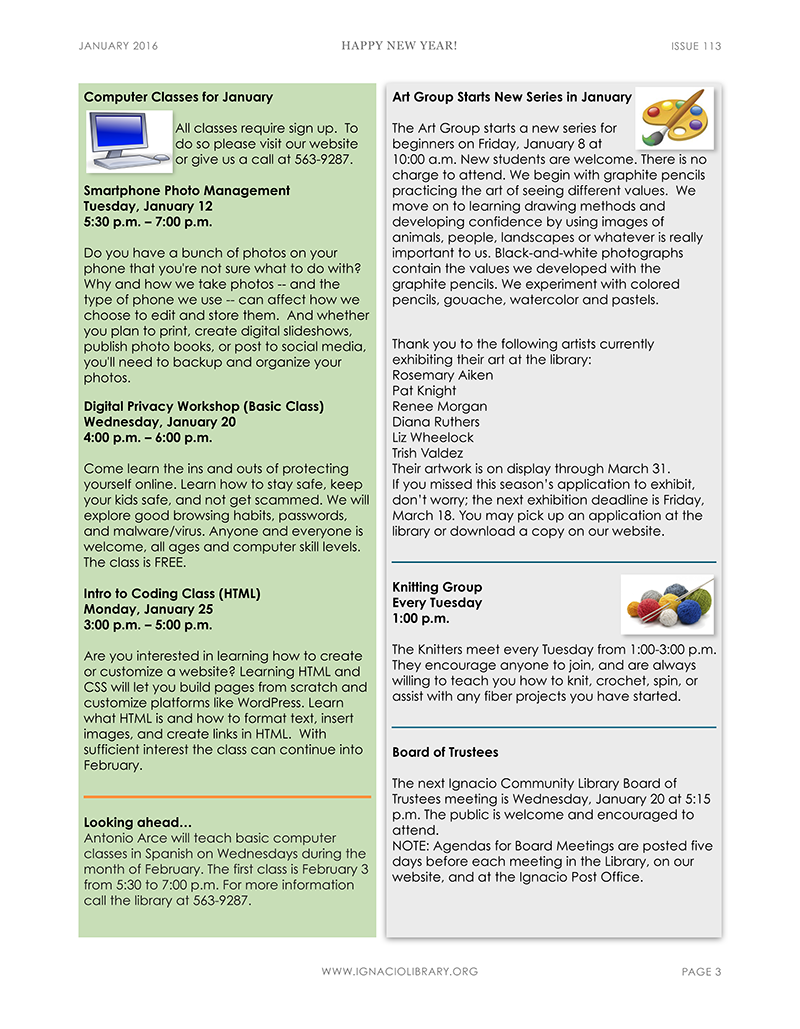 JANUARY 2016
HAPPY NEW YEAR!
ISSUE 113
Computer Classes for January
All classes require sign up.  To
do so please visit our website
or give us a call at 563-9287.
Smartphone Photo Management
Tuesday, January 12
5:30 p.m. – 7:00 p.m.
Do you have a bunch of photos on your
phone that you're not sure what to do with?
Why and how we take photos -- and the
type of phone we use -- can affect how we
choose to edit and store them.  And whether
you plan to print, create digital slideshows,
publish photo books, or post to social media,
you'll need to backup and organize your
photos.
Digital Privacy Workshop (Basic Class)
Wednesday, January 20
4:00 p.m. – 6:00 p.m.
Come learn the ins and outs of protecting
yourself online. Learn how to stay safe, keep
your kids safe, and not get scammed. We will
explore good browsing habits, passwords,
and malware/virus. Anyone and everyone is
welcome, all ages and computer skill levels.
The class is FREE.
Intro to Coding Class (HTML)
Monday, January 25
3:00 p.m. – 5:00 p.m.
Are you interested in learning how to create
or customize a website? Learning HTML and
CSS will let you build pages from scratch and
customize platforms like WordPress. Learn
what HTML is and how to format text, insert
images, and create links in HTML.  With
sufficient interest the class can continue into
February.
Looking ahead…
Antonio Arce will teach basic computer
classes in Spanish on Wednesdays during the
month of February. The first class is February 3
from 5:30 to 7:00 p.m. For more information
call the library at 563-9287.
Art Group Starts New Series in January
The Art Group starts a new series for
beginners on Friday, January 8 at
10:00 a.m. New students are welcome. There is no
charge to attend. We begin with graphite pencils
practicing the art of seeing different values.  We
move on to learning drawing methods and
developing confidence by using images of
animals, people, landscapes or whatever is really
important to us. Black-and-white photographs
contain the values we developed with the
graphite pencils. We experiment with colored
pencils, gouache, watercolor and pastels.
Thank you to the following artists currently
exhibiting their art at the library:
Rosemary Aiken
Pat Knight
Renee Morgan
Diana Ruthers
Liz Wheelock
Trish Valdez
Their artwork is on display through March 31.
If you missed this season’s application to exhibit,
don’t worry; the next exhibition deadline is Friday,
March 18. You may pick up an application at the
library or download a copy on our website.
Knitting Group
Every Tuesday
1:00 p.m.
The Knitters meet every Tuesday from 1:00-3:00 p.m.
They encourage anyone to join, and are always
willing to teach you how to knit, crochet, spin, or
assist with any fiber projects you have started.
Board of Trustees
The next Ignacio Community Library Board of
Trustees meeting is Wednesday, January 20 at 5:15
p.m. The public is welcome and encouraged to
attend.
NOTE: Agendas for Board Meetings are posted five
days before each meeting in the Library, on our
website, and at the Ignacio Post Office.
WWW.IGNACIOLIBRARY.ORG
PAGE 3